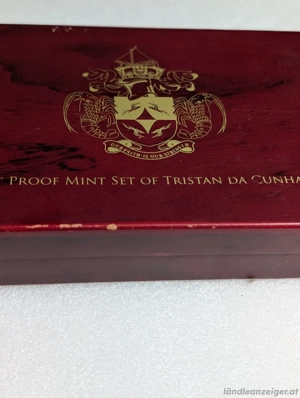 OUR FAITH IS OUR STRENGTH
PROOF MINT SET OF TRISTAN DA CUNHA
ländleanzeiger.at